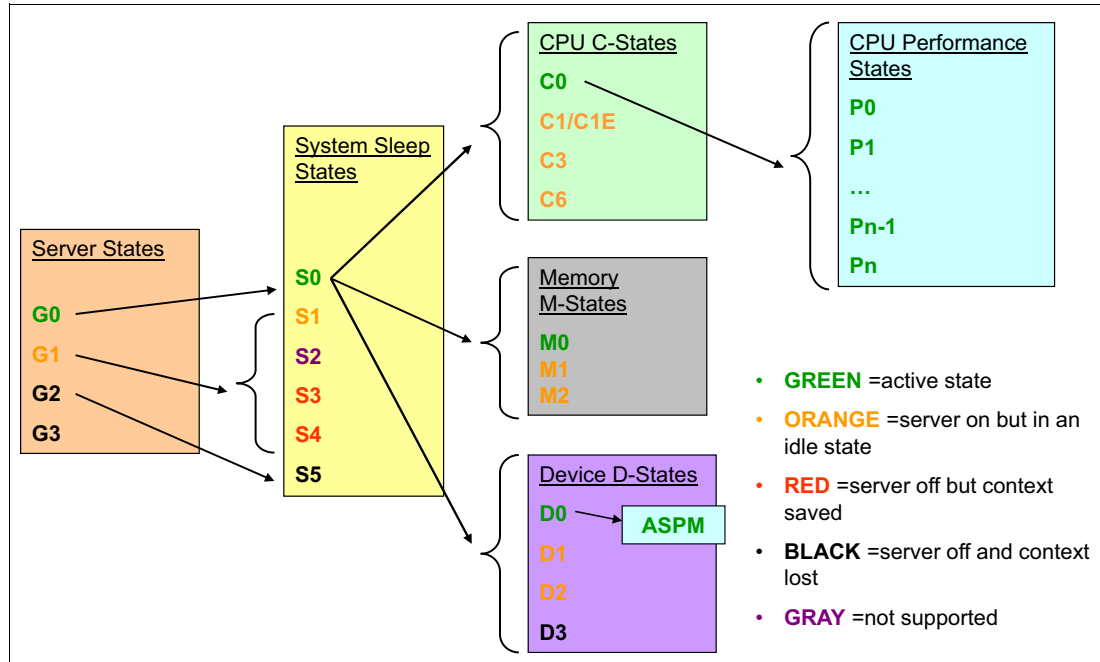 Server States
G0
G1
G2
G3
System Sleep
States
S0
S1
S2
S3
S4
S5
CPU C-States
C0
C1/C1E
C3
C6
CPU Performance
States
P0
P1
...
Pn-1
Pn
Memory
M-States
M0
M1
M2
Device D-States
D0
ASPM
D1
D2
D3
• GREEN =active state
• ORANGE =server on but in an
idle state
• RED =server off but context
saved
• BLACK =server off and context
lost
• GRAY =not supported